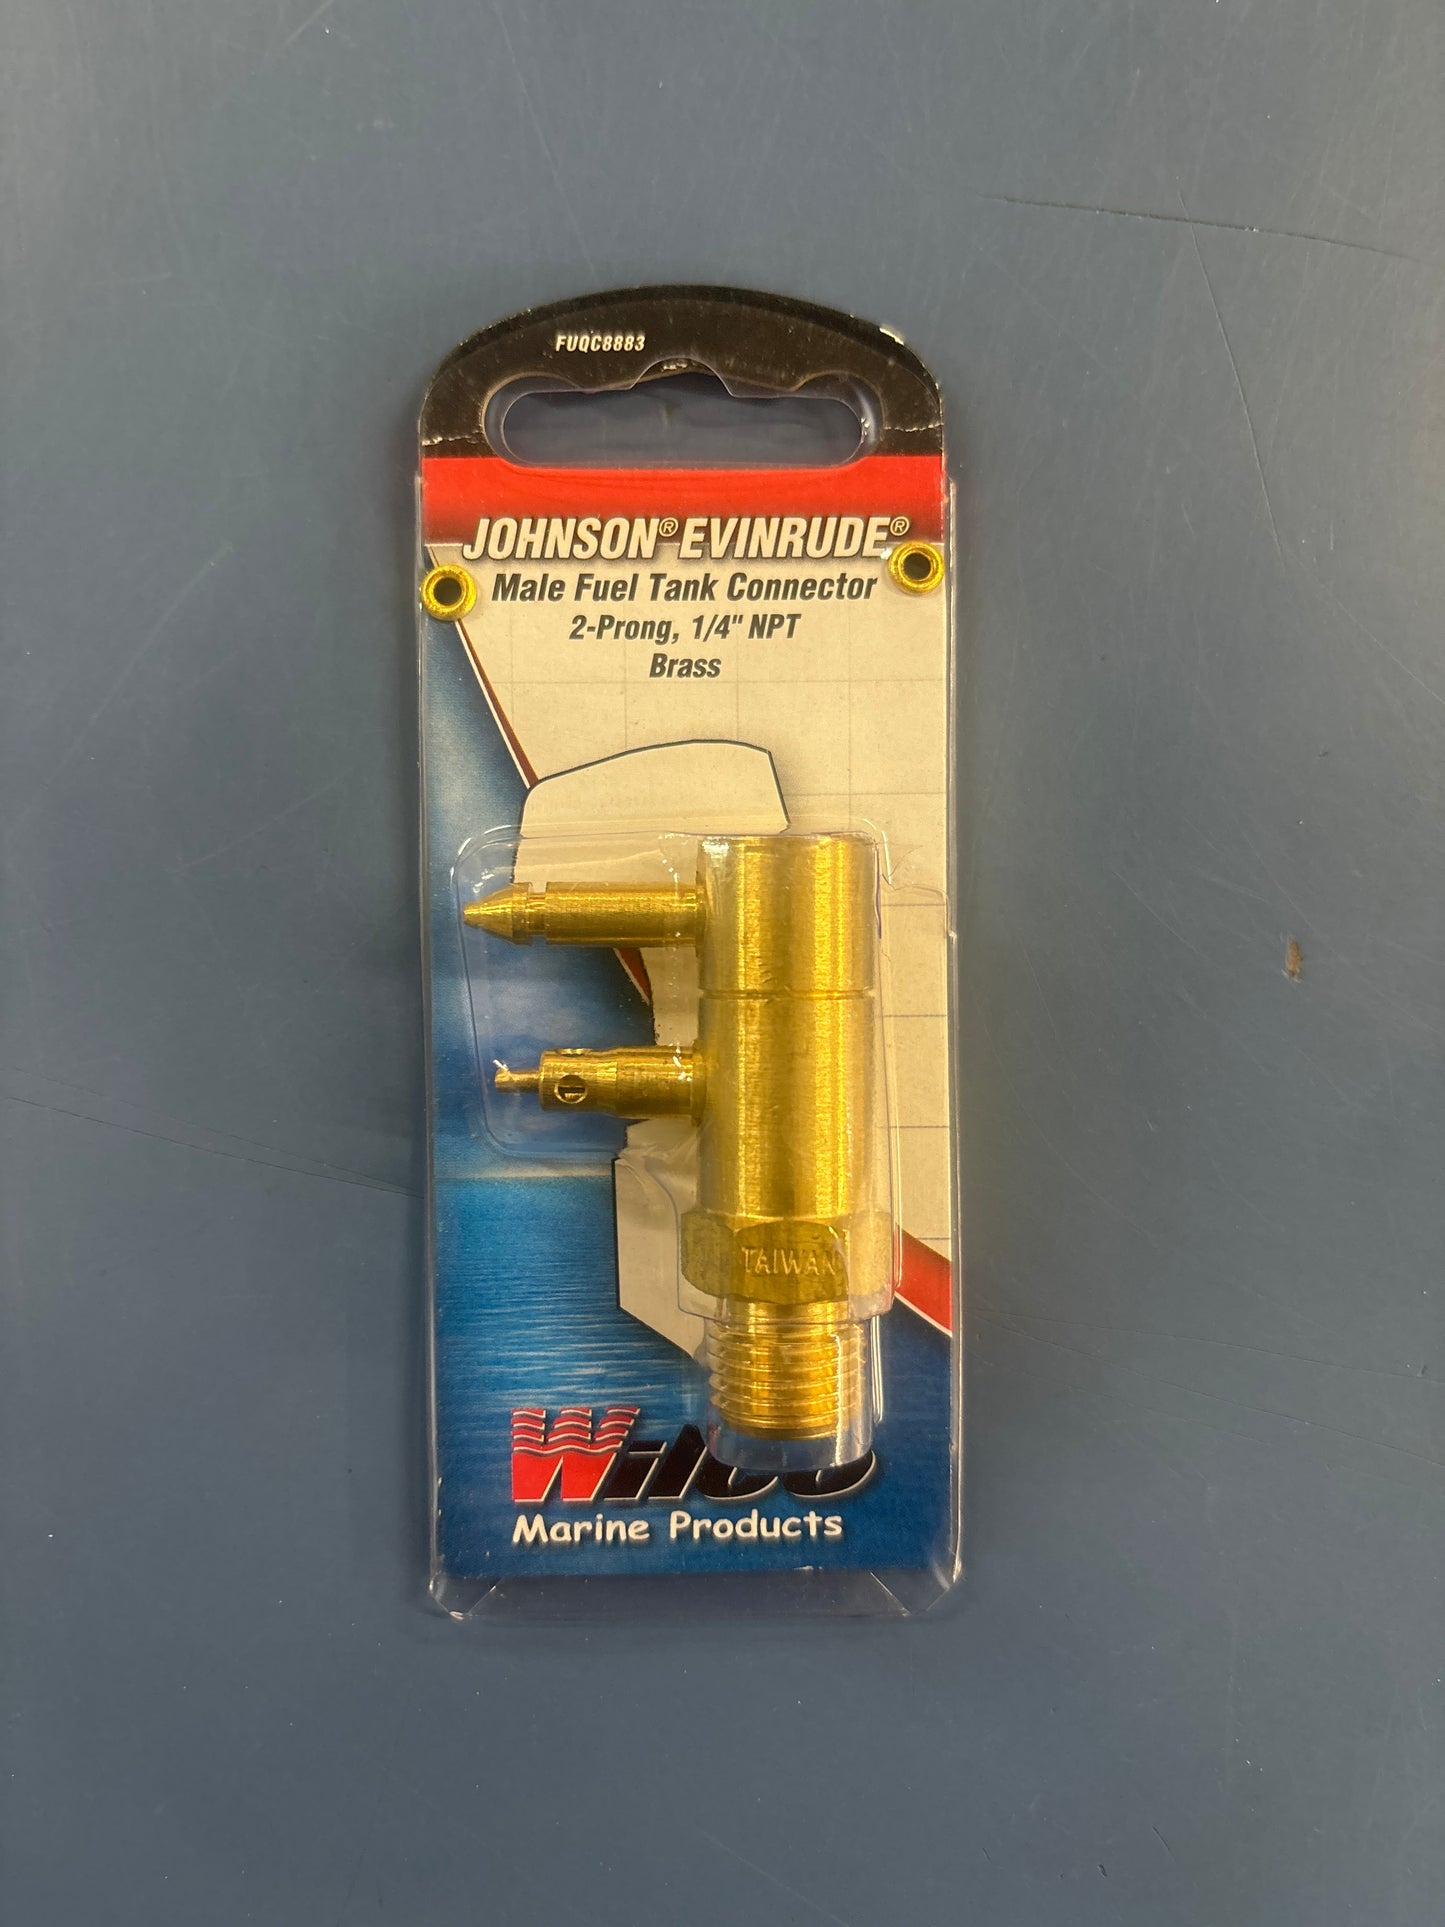 FUQC8883
JOHNSON® EVINRUDE®
Male Fuel Tank Connector
2-Prong, 1/4" NPT
Brass
TAIWAN
Wilco
Marine Products